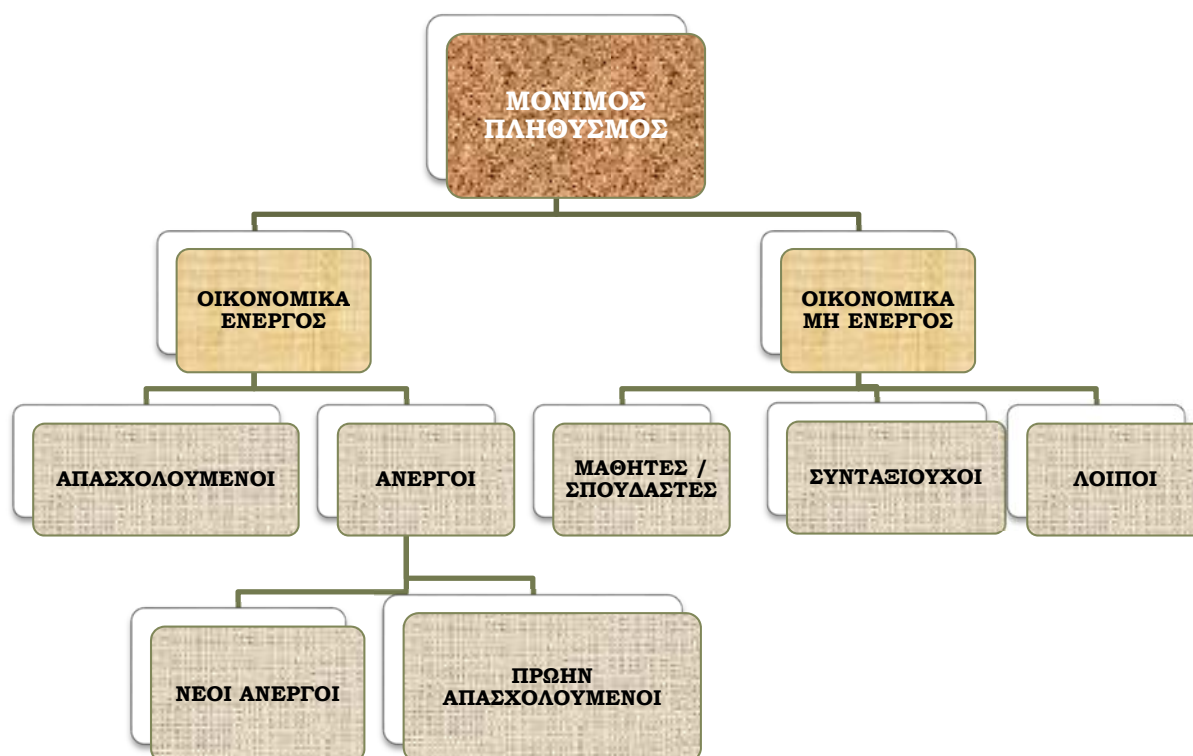 ΜΟΝΙΜΟΣ
ΠΛΗΘΥΣΜΟΣ
ΟΙΚΟΝΟΜΙΚΑ
ΕΝΕΡΓΟΣ
ΟΙΚΟΝΟΜΙΚΑ
ΜΗ ΕΝΕΡΓΟΣ
ΑΠΑΣΧΟΛΟΥΜΕΝΟΙ
ΑΝΕΡΓΟΙ
ΜΑΘΗΤΕΣ /
ΣΠΟΥΔΑΣΤΕΣ
ΣΥΝΤΑΞΙΟΥΧΟΙ
ΛΟΙΠΟΙ
ΝΕΟΙ ΑΝΕΡΓΟΙ
ΠΡΩΗΝ
ΑΠΑΣΧΟΛΟΥΜΕΝΟΙ